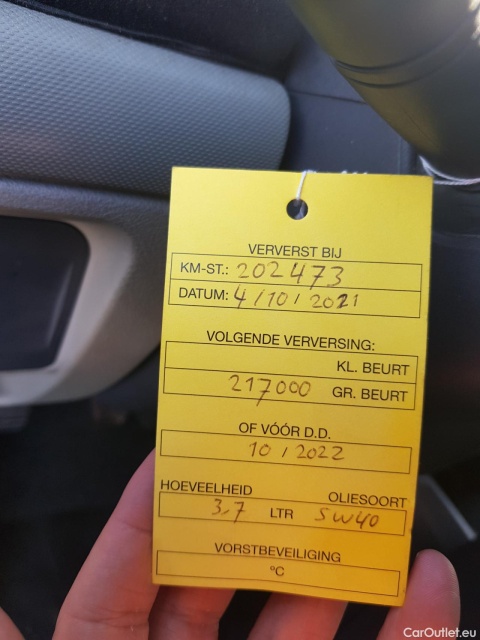 VERVERST BIJ
KM-ST.: 202473
DATUM: 4/10/2021
VOLGENDE VERVERSING:
KL. BEURT
217000 GR. BEURT
OF VÓÓR D.D.
10/2022
HOEVEELHEID OLIESOORT
3,7 LTR 5W40
VORSTBEVEILIGING
ºC
CarOutlet.eu